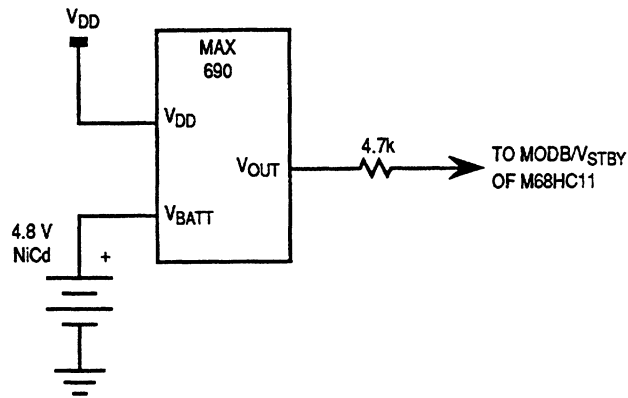 VDD
MAX
690
VDD
4.7k
VOUT
TO MODB/VSTBY
OF M68HC11
VBATT
4.8 V
NiCd
+